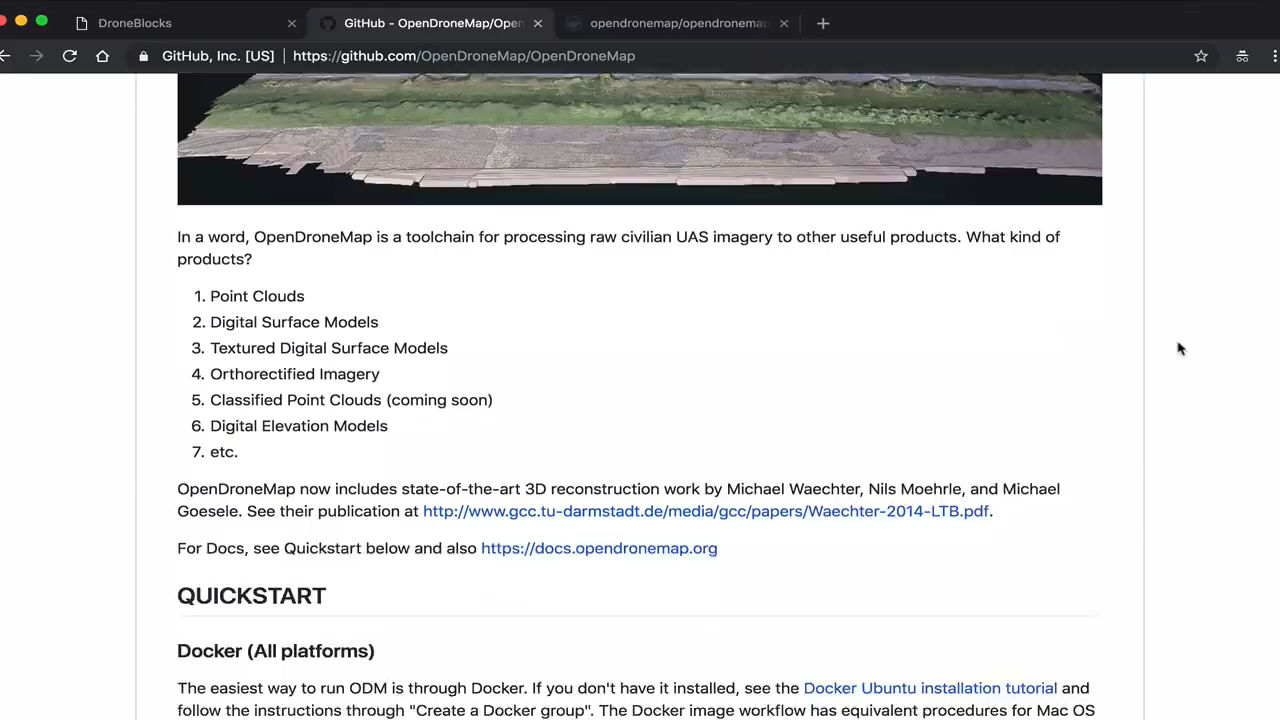 DroneBlocks
GitHub - OpenDroneMap/Open
opendronemap/opendronemap
GitHub, Inc. [US] | https://github.com/OpenDroneMap/OpenDroneMap
In a word, OpenDroneMap is a toolchain for processing raw civilian UAS imagery to other useful products. What kind of
products?
1. Point Clouds
2. Digital Surface Models
3. Textured Digital Surface Models
4. Orthorectified Imagery
5. Classified Point Clouds (coming soon)
6. Digital Elevation Models
7. etc.
OpenDroneMap now includes state-of-the-art 3D reconstruction work by Michael Waechter, Nils Moehrle, and Michael
Goesele. See their publication at http://www.gcc.tu-darmstadt.de/media/gcc/papers/Waechter-2014-LTB.pdf.
For Docs, see Quickstart below and also https://docs.opendronemap.org
QUICKSTART
Docker (All platforms)
The easiest way to run ODM is through Docker. If you don't have it installed, see the Docker Ubuntu installation tutorial and
follow the instructions through "Create a Docker group". The Docker image workflow has equivalent procedures for Mac OS